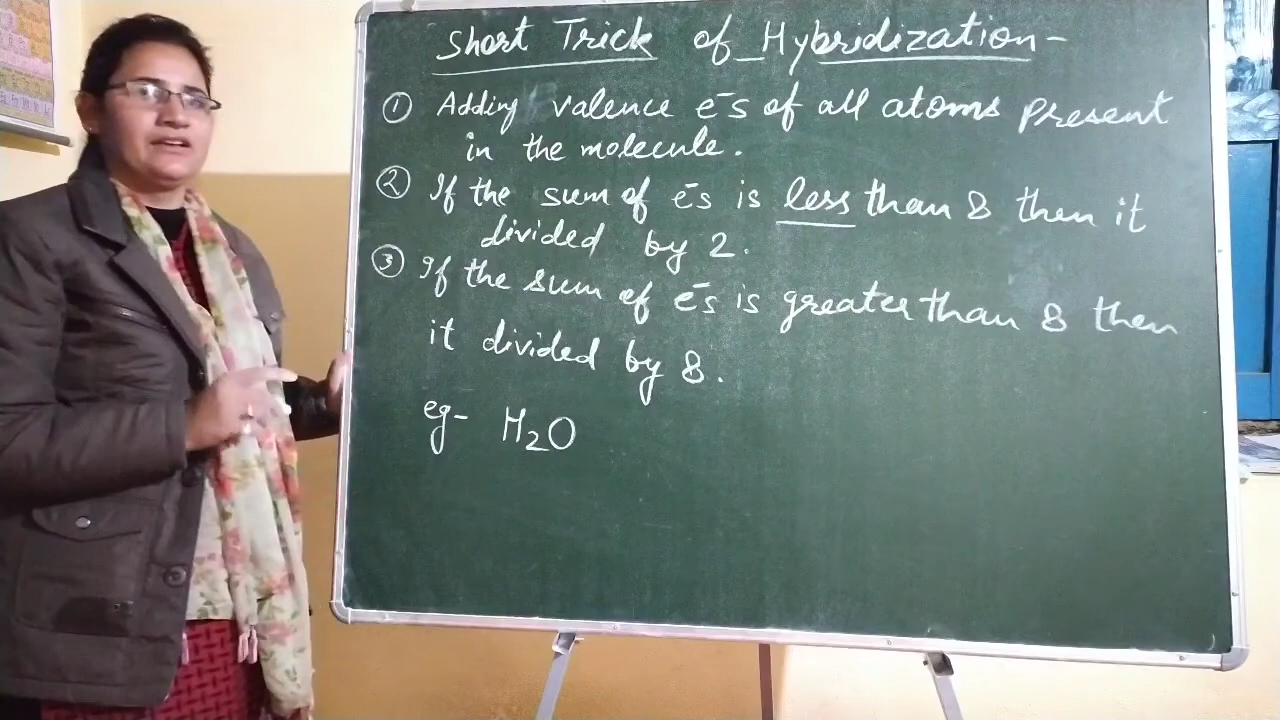 Short Trick of Hybridization -
① Adding valence e⁻s of all atoms present
in the molecule.
② If the sum of e⁻s is less than 8 then it
divided by 2.
③ If the sum of e⁻s is greater than 8 then
it divided by 8.
eg- H₂O